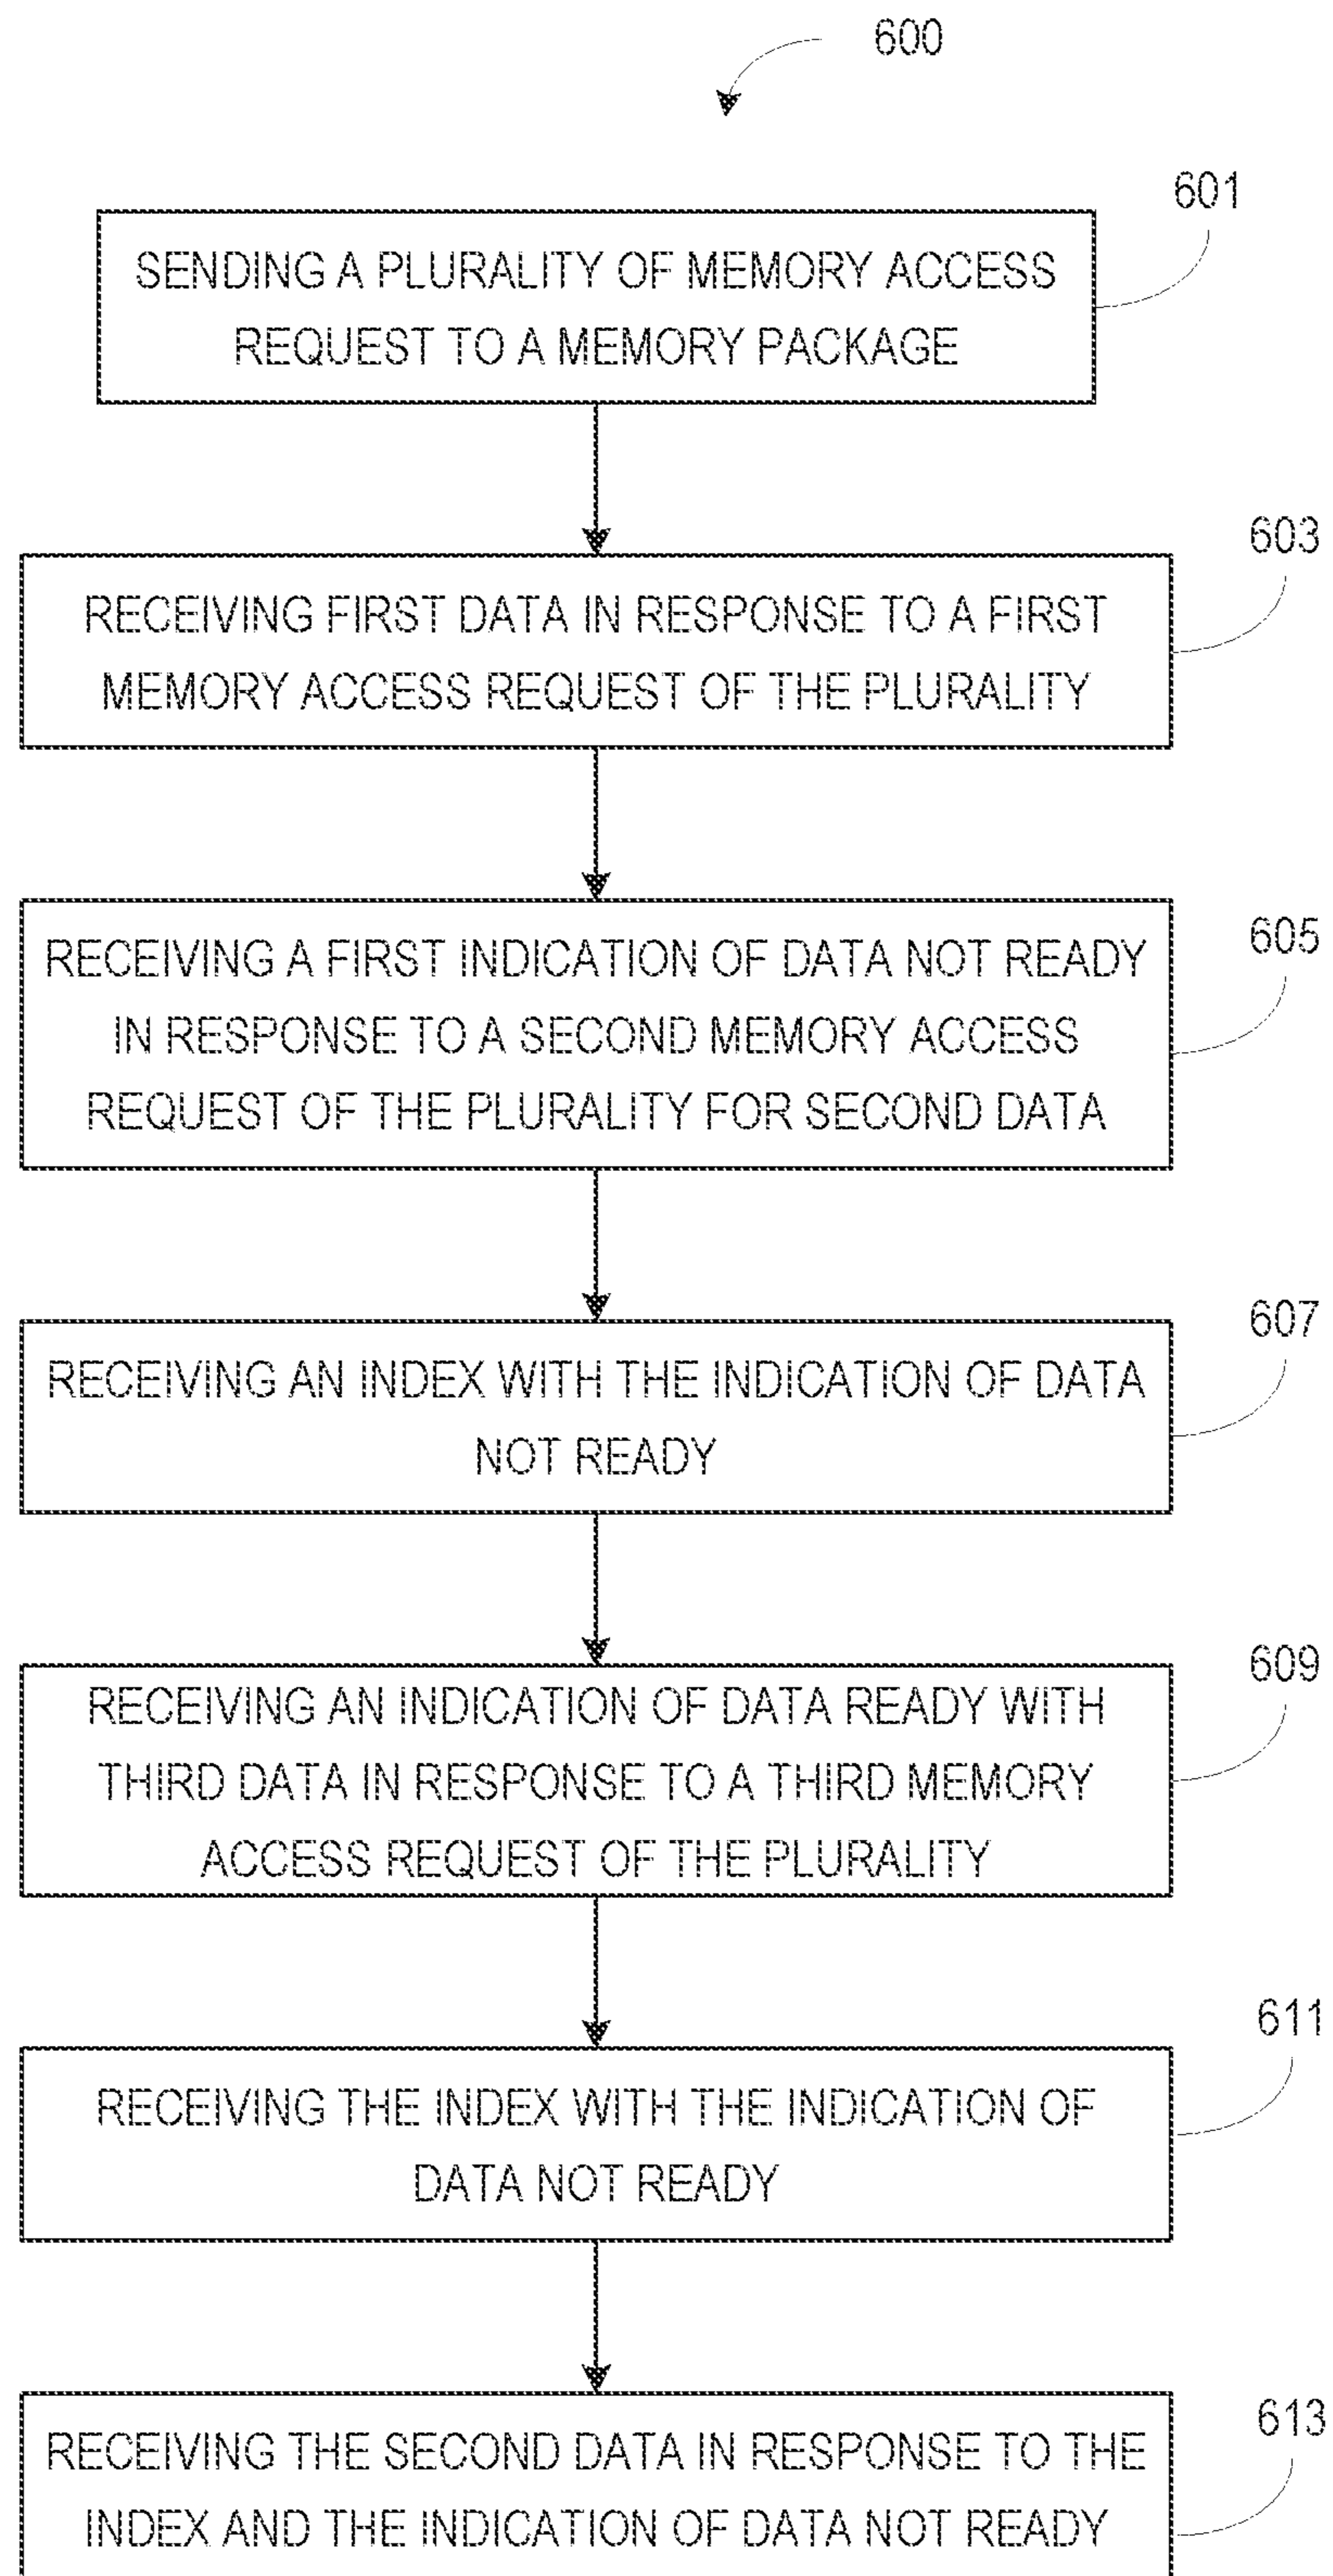 600
601
SENDING A PLURALITY OF MEMORY ACCESS
REQUEST TO A MEMORY PACKAGE
603
RECEIVING FIRST DATA IN RESPONSE TO A FIRST
MEMORY ACCESS REQUEST OF THE PLURALITY
605
RECEIVING A FIRST INDICATION OF DATA NOT READY
IN RESPONSE TO A SECOND MEMORY ACCESS
REQUEST OF THE PLURALITY FOR SECOND DATA
607
RECEIVING AN INDEX WITH THE INDICATION OF DATA
NOT READY
609
RECEIVING AN INDICATION OF DATA READY WITH
THIRD DATA IN RESPONSE TO A THIRD MEMORY
ACCESS REQUEST OF THE PLURALITY
611
RECEIVING THE INDEX WITH THE INDICATION OF
DATA NOT READY
613
RECEIVING THE SECOND DATA IN RESPONSE TO THE
INDEX AND THE INDICATION OF DATA NOT READY